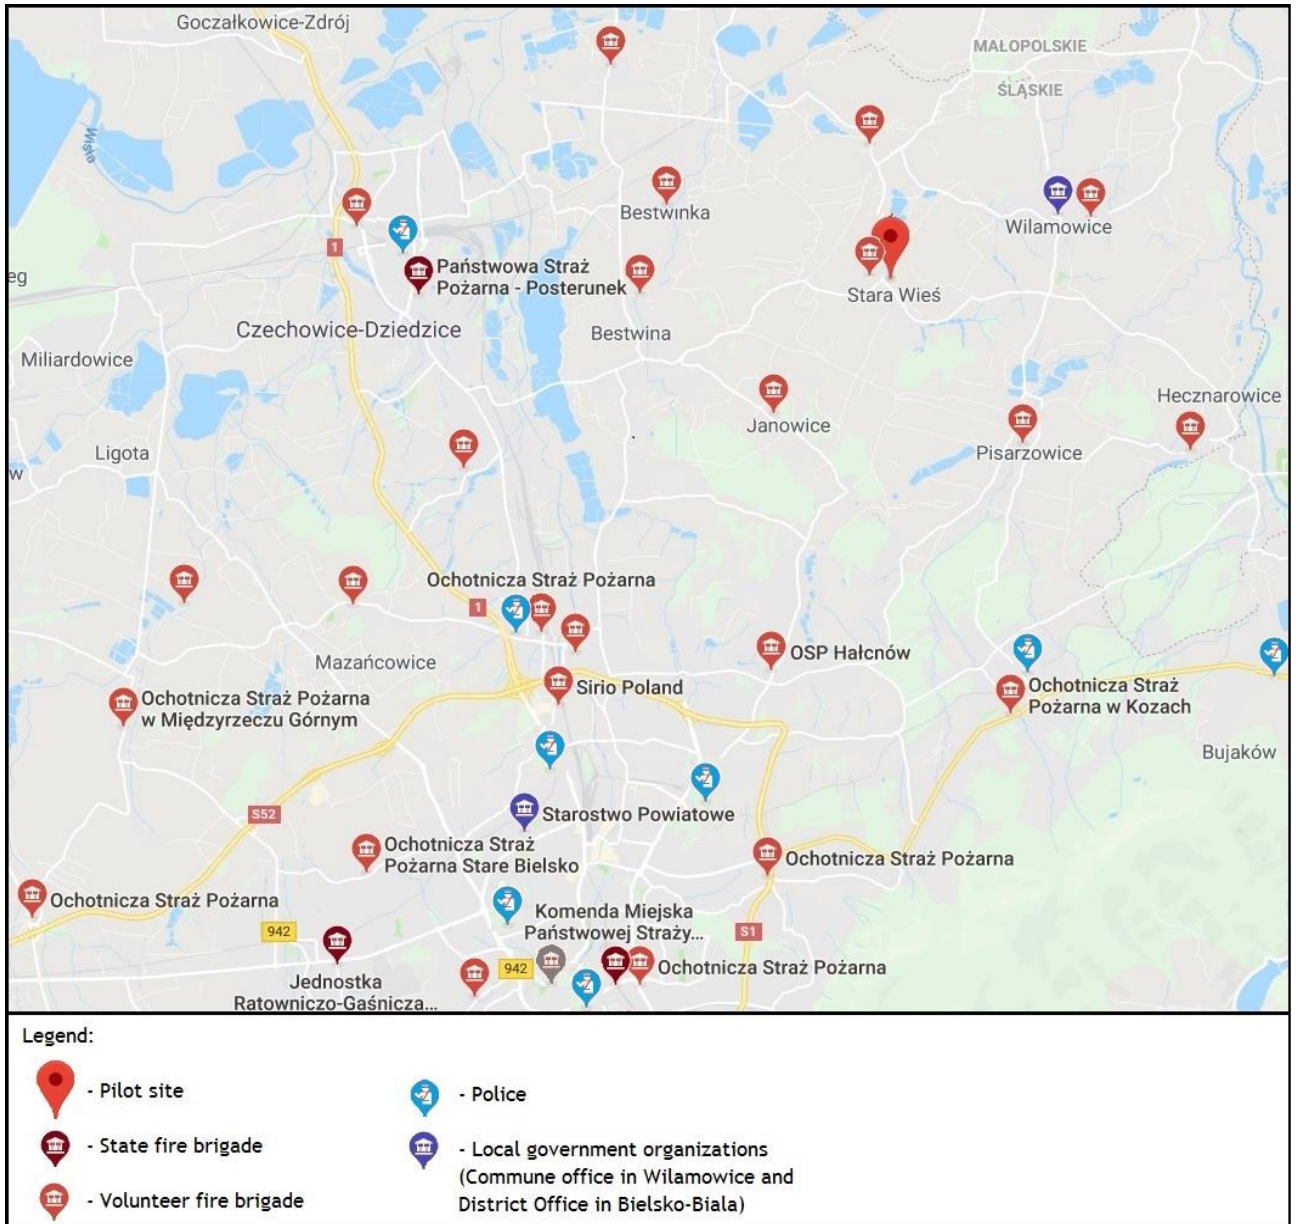 Goczałkowice-Zdrój
MAŁOPOLSKIE
ŚLĄSKIE
Wisła
Bestwinka
Wilamowice
1
Państwowa Straż
Pożarna - Posterunek
eg
Stara Wieś
Czechowice-Dziedzice
Bestwina
Miliardowice
Hecznarowice
Janowice
Ligota
Pisarzowice
w
Ochotnicza Straż Pożarna
1
Mazańcowice
OSP Hałcnów
Sirio Poland
Ochotnicza Straż
Pożarna w Kozach
Ochotnicza Straż Pożarna
w Międzyrzeczu Górnym
Bujaków
S52
Starostwo Powiatowe
Ochotnicza Straż
Pożarna Stare Bielsko
Ochotnicza Straż Pożarna
Ochotnicza Straż Pożarna
Komenda Miejska
Państwowej Straży...
942
S1
942
Ochotnicza Straż Pożarna
Jednostka
Ratowniczo-Gaśnicza...
Legend:
- Pilot site
- State fire brigade
- Volunteer fire brigade
- Police
- Local government organizations
(Commune office in Wilamowice and
District Office in Bielsko-Biala)